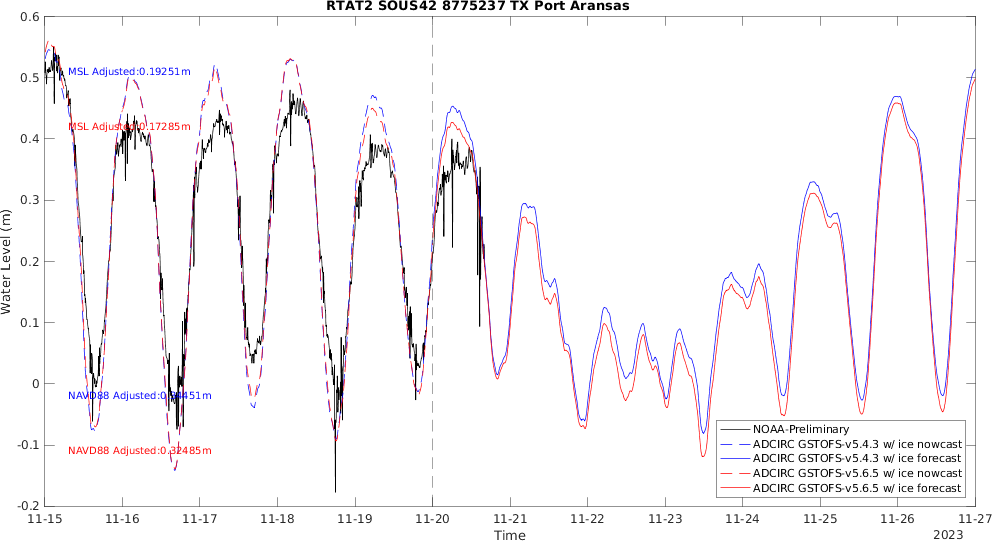 RTAT2 SOUS42 8775237 TX Port Aransas
Water Level (m)
0.6
0.5
0.4
0.3
0.2
0.1
0
-0.1
-0.2
MSL Adjusted:0.19251m
MSL Adjusted:0.17285m
NAVD88 Adjusted:0.34451m
NAVD88 Adjusted:0.32485m
NOAA-Preliminary
ADCIRC GSTOFS-v5.4.3 w/ ice nowcast
ADCIRC GSTOFS-v5.4.3 w/ ice forecast
ADCIRC GSTOFS-v5.6.5 w/ ice nowcast
ADCIRC GSTOFS-v5.6.5 w/ ice forecast
11-15 11-16 11-17 11-18 11-19 11-20 11-21 11-22 11-23 11-24 11-25 11-26 11-27
Time
2023